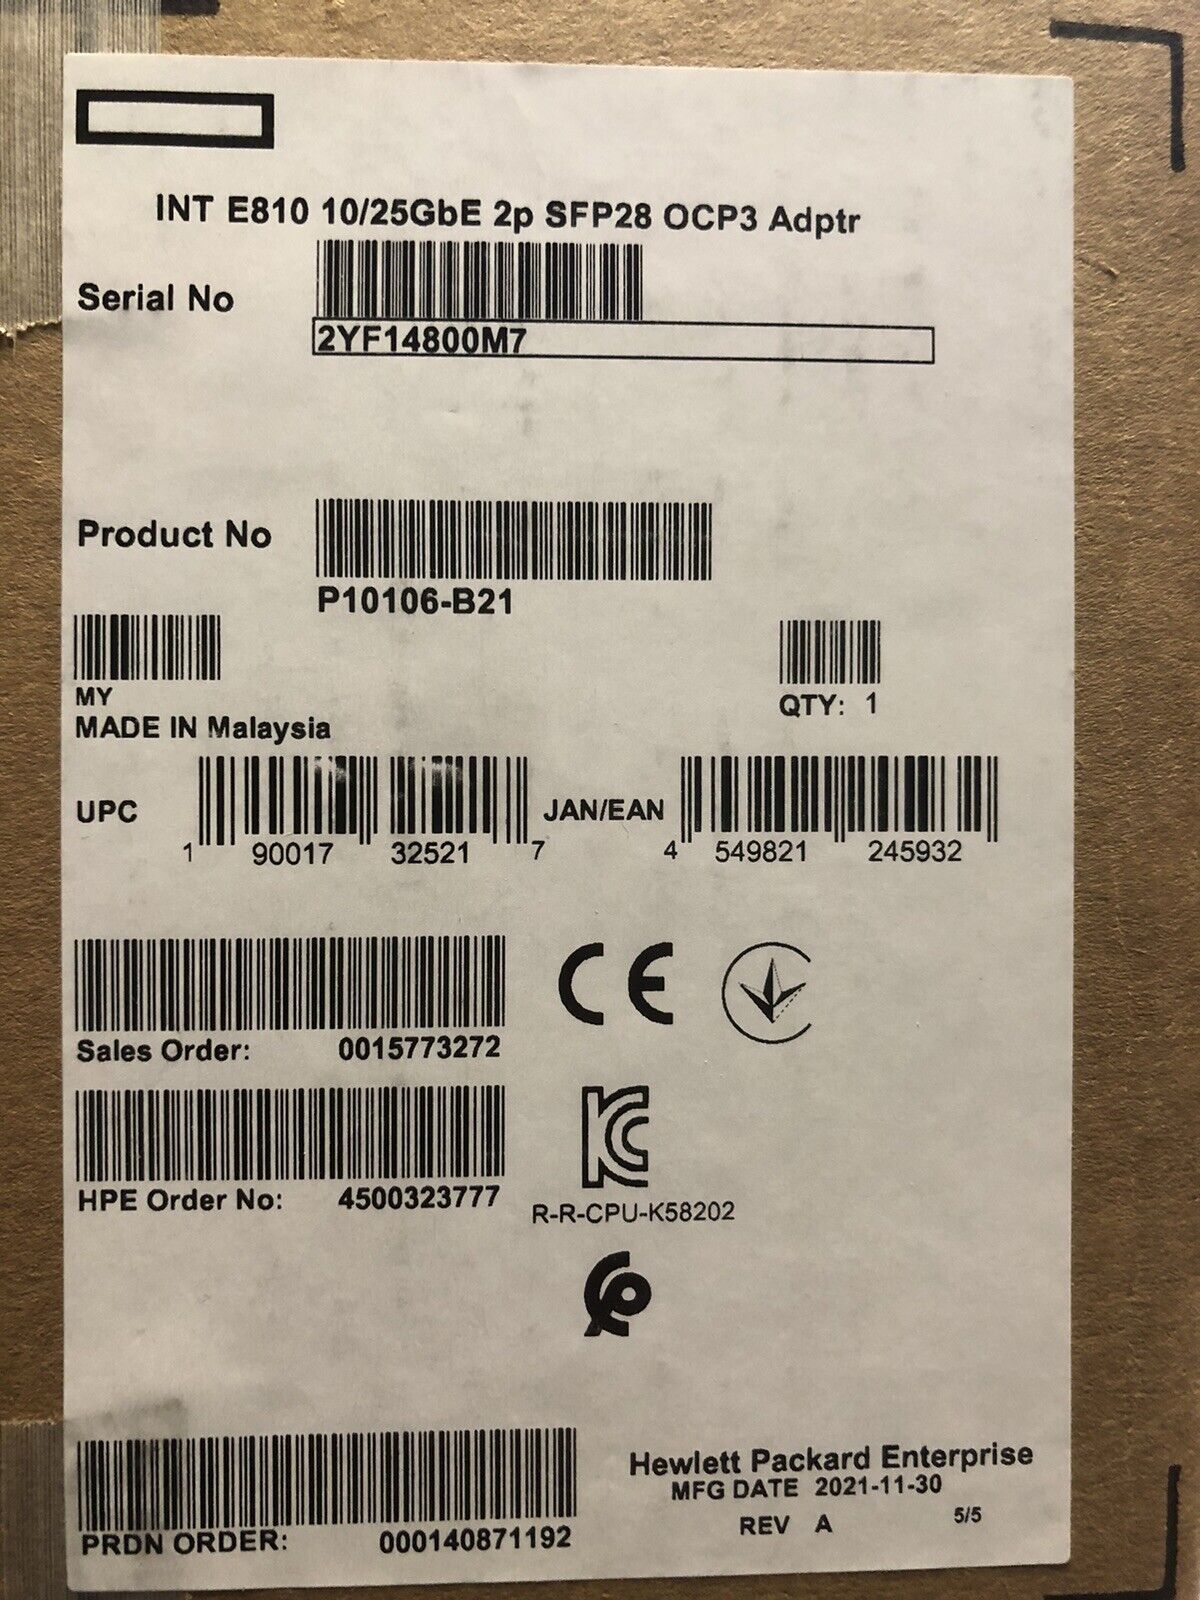 INT E810 10/25GbE 2p SFP28 OCP3 Adptr
Serial No
2YF14800M7
Product No
P10106-B21
MY
QTY: 1
MADE IN Malaysia
UPC
1 90017 32521 7
JAN/EAN
4 549821 245932
CE
Sales Order: 0015773272
KC
HPE Order No: 4500323777
R-R-CPU-K58202
Hewlett Packard Enterprise
MFG DATE 2021-11-30
REV A 5/5
PRDN ORDER: 000140871192